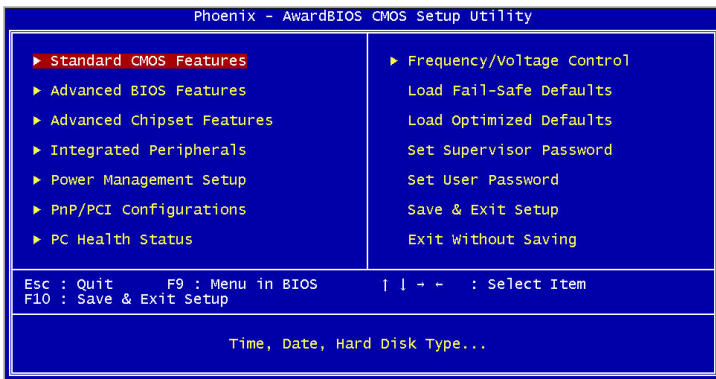 Phoenix - AwardBIOS CMOS Setup Utility
▶ Standard CMOS Features
▶ Advanced BIOS Features
▶ Advanced Chipset Features
▶ Integrated Peripherals
▶ Power Management Setup
▶ PnP/PCI Configurations
▶ PC Health Status
▶ Frequency/Voltage Control
Load Fail-Safe Defaults
Load Optimized Defaults
Set Supervisor Password
Set User Password
Save & Exit Setup
Exit Without Saving
Esc : Quit F9 : Menu in BIOS ↑ ↓ → ← : Select Item
F10 : Save & Exit Setup
Time, Date, Hard Disk Type...